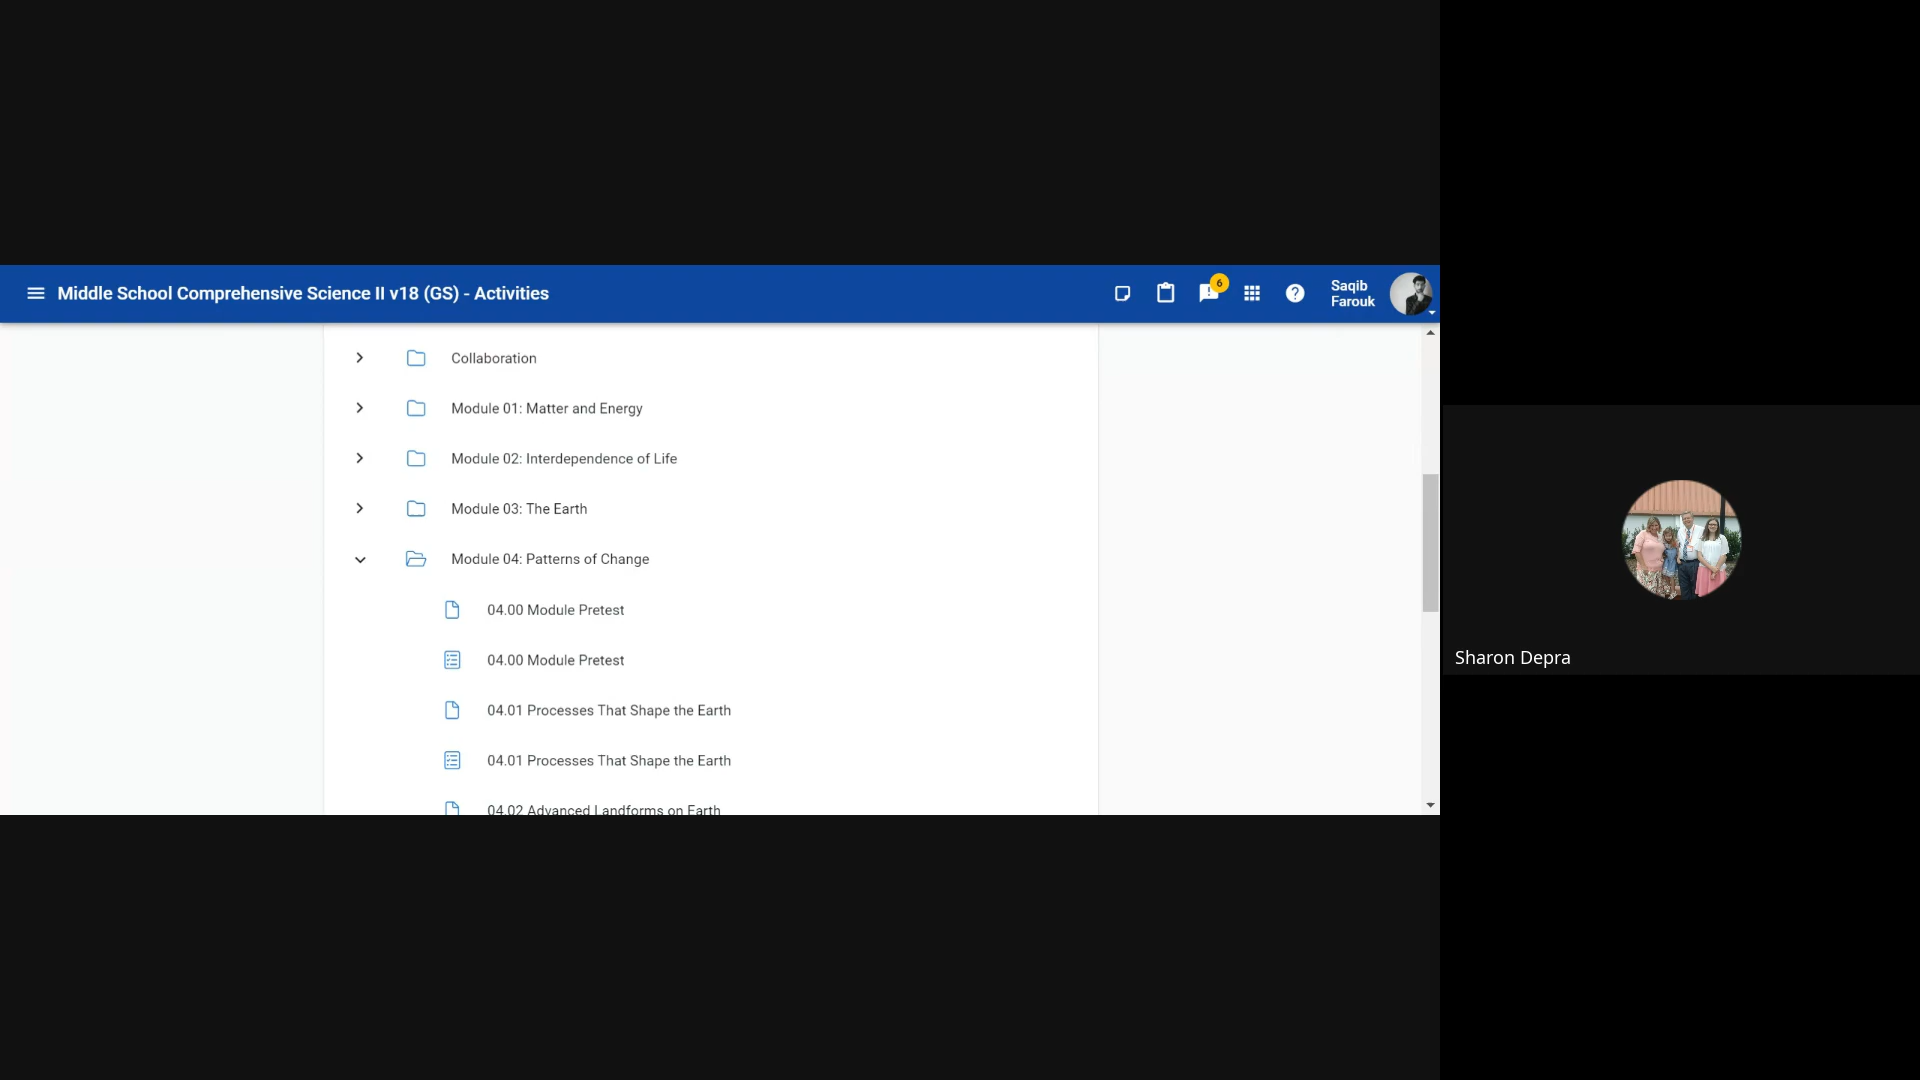 Middle School Comprehensive Science II v18 (GS) - Activities
6
?
Saqib
Farouk
Collaboration
Module 01: Matter and Energy
Module 02: Interdependence of Life
Module 03: The Earth
Module 04: Patterns of Change
04.00 Module Pretest
04.00 Module Pretest
04.01 Processes That Shape the Earth
04.01 Processes That Shape the Earth
04.02 Advanced Landforms on Earth
Sharon Depra